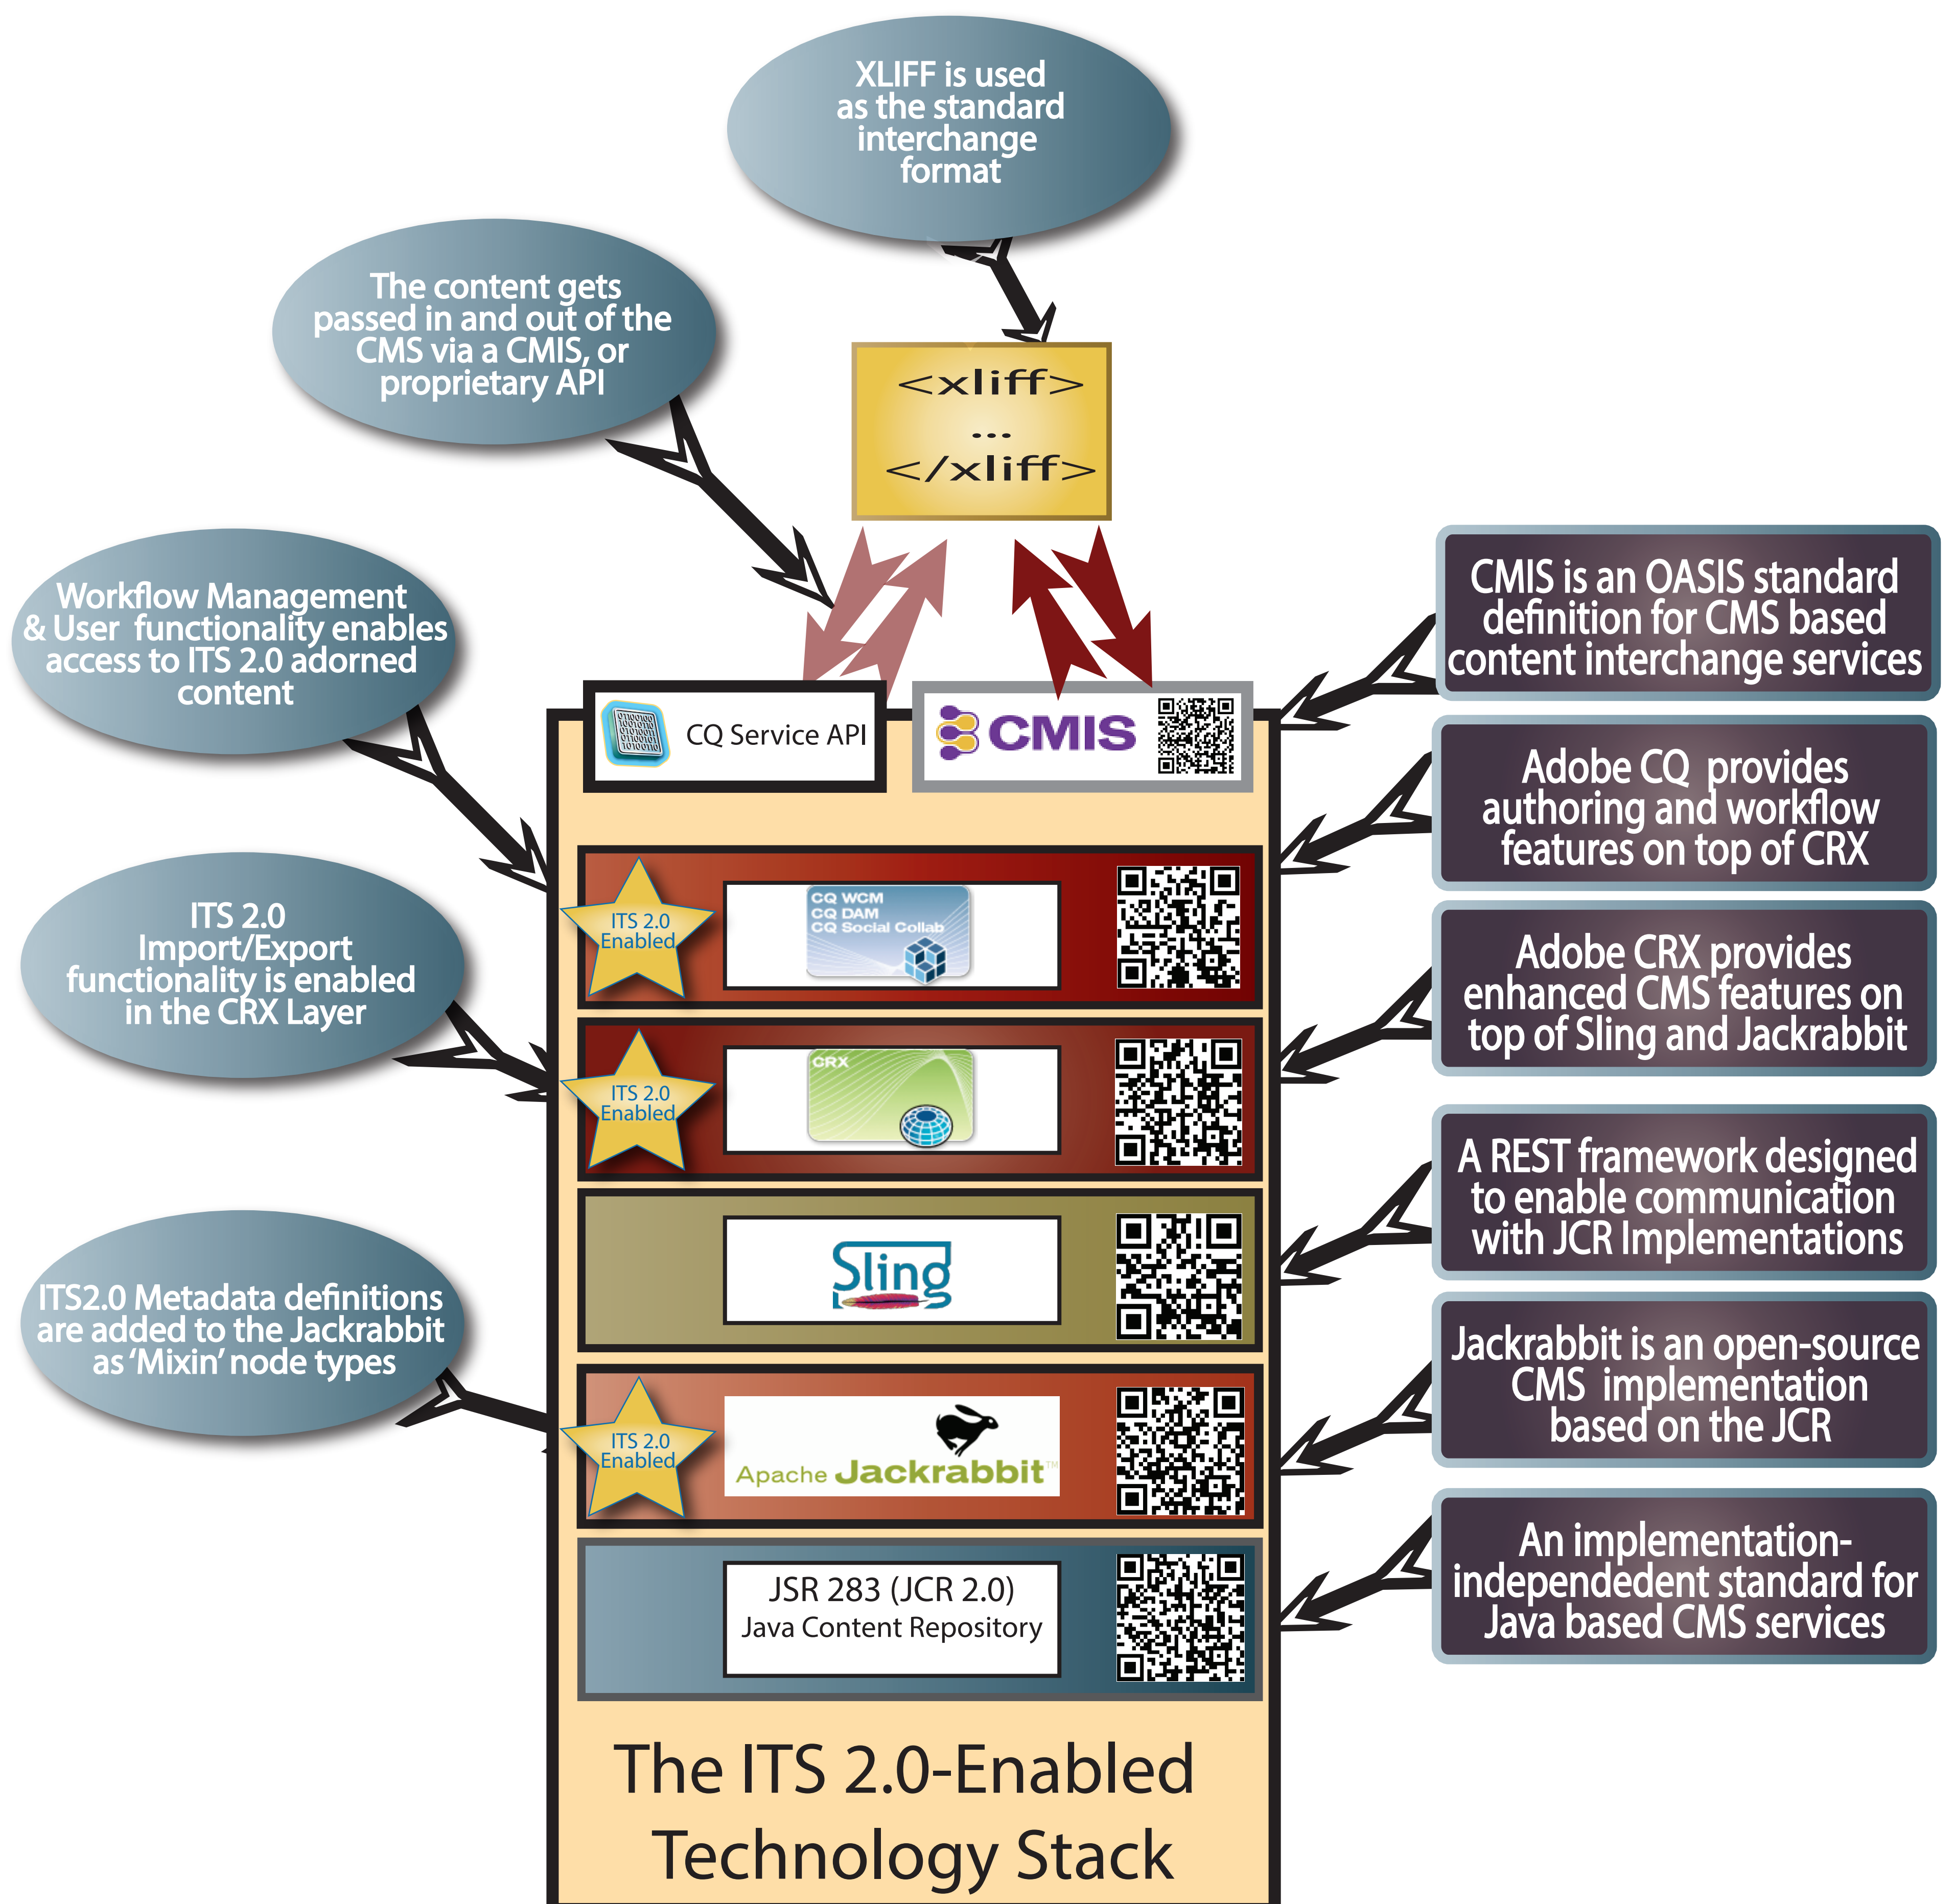 XLIFF is used
as the standard
interchange
format
The content gets
passed in and out of the
CMS via a CMIS, or
proprietary API
<xliff>
...
</xliff>
Workflow Management
& User functionality enables
access to ITS 2.0 adorned
content
ITS 2.0
Import/Export
functionality is enabled
in the CRX Layer
ITS2.0 Metadata definitions
are added to the Jackrabbit
as ‘Mixin’ node types
01100100
1001010
0101001
0110101
10100110
CQ Service API
CMIS
ITS 2.0
Enabled
CQ WCM
CQ DAM
CQ Social Collab
ITS 2.0
Enabled
CRX
Sling
ITS 2.0
Enabled
Apache Jackrabbit™
JSR 283 (JCR 2.0)
Java Content Repository
The ITS 2.0-Enabled
Technology Stack
CMIS is an OASIS standard
definition for CMS based
content interchange services
Adobe CQ provides
authoring and workflow
features on top of CRX
Adobe CRX provides
enhanced CMS features on
top of Sling and Jackrabbit
A REST framework designed
to enable communication
with JCR Implementations
Jackrabbit is an open-source
CMS implementation
based on the JCR
An implementation-
independedent standard for
Java based CMS services